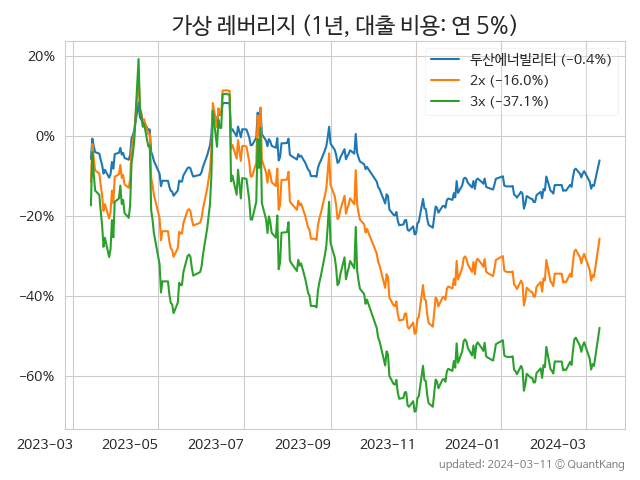 가상 레버리지 (1년, 대출 비용: 연 5%)
두산에너빌리티 (−0.4%)
2x (−16.0%)
3x (−37.1%)
20%
0%
−20%
−40%
−60%
2023−03 2023−05 2023−07 2023−09 2023−11 2024−01 2024−03
updated: 2024-03-11 © QuantKang